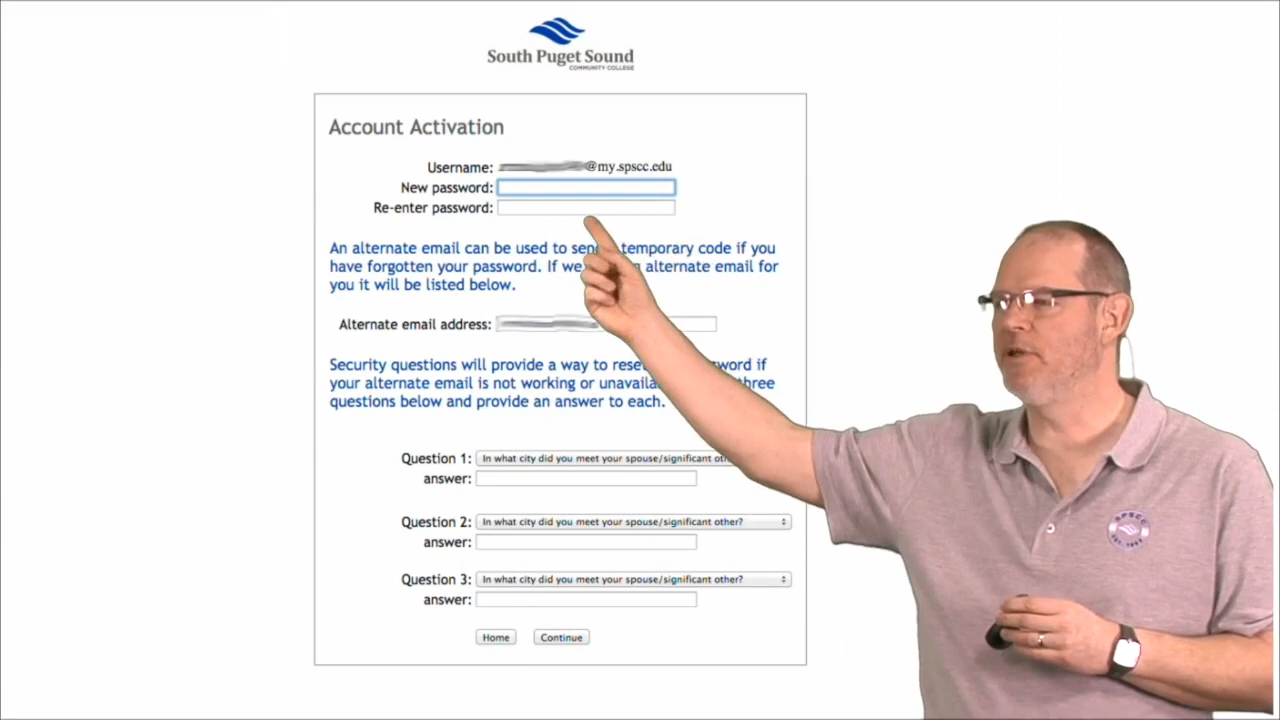 South Puget Sound
COMMUNITY COLLEGE
Account Activation
Username: @my.spscc.edu
New password:
Re-enter password:
An alternate email can be used to send temporary code if you
have forgotten your password. If we alternate email for
you it will be listed below.
Alternate email address:
Security questions will provide a way to reset password if
your alternate email is not working or three
questions below and provide an answer to each.
Question 1: In what city did you meet your spouse/significant
answer:
Question 2: In what city did you meet your spouse/significant other?
answer:
Question 3: In what city did you meet your spouse/significant other?
answer:
Home Continue
SPSCC